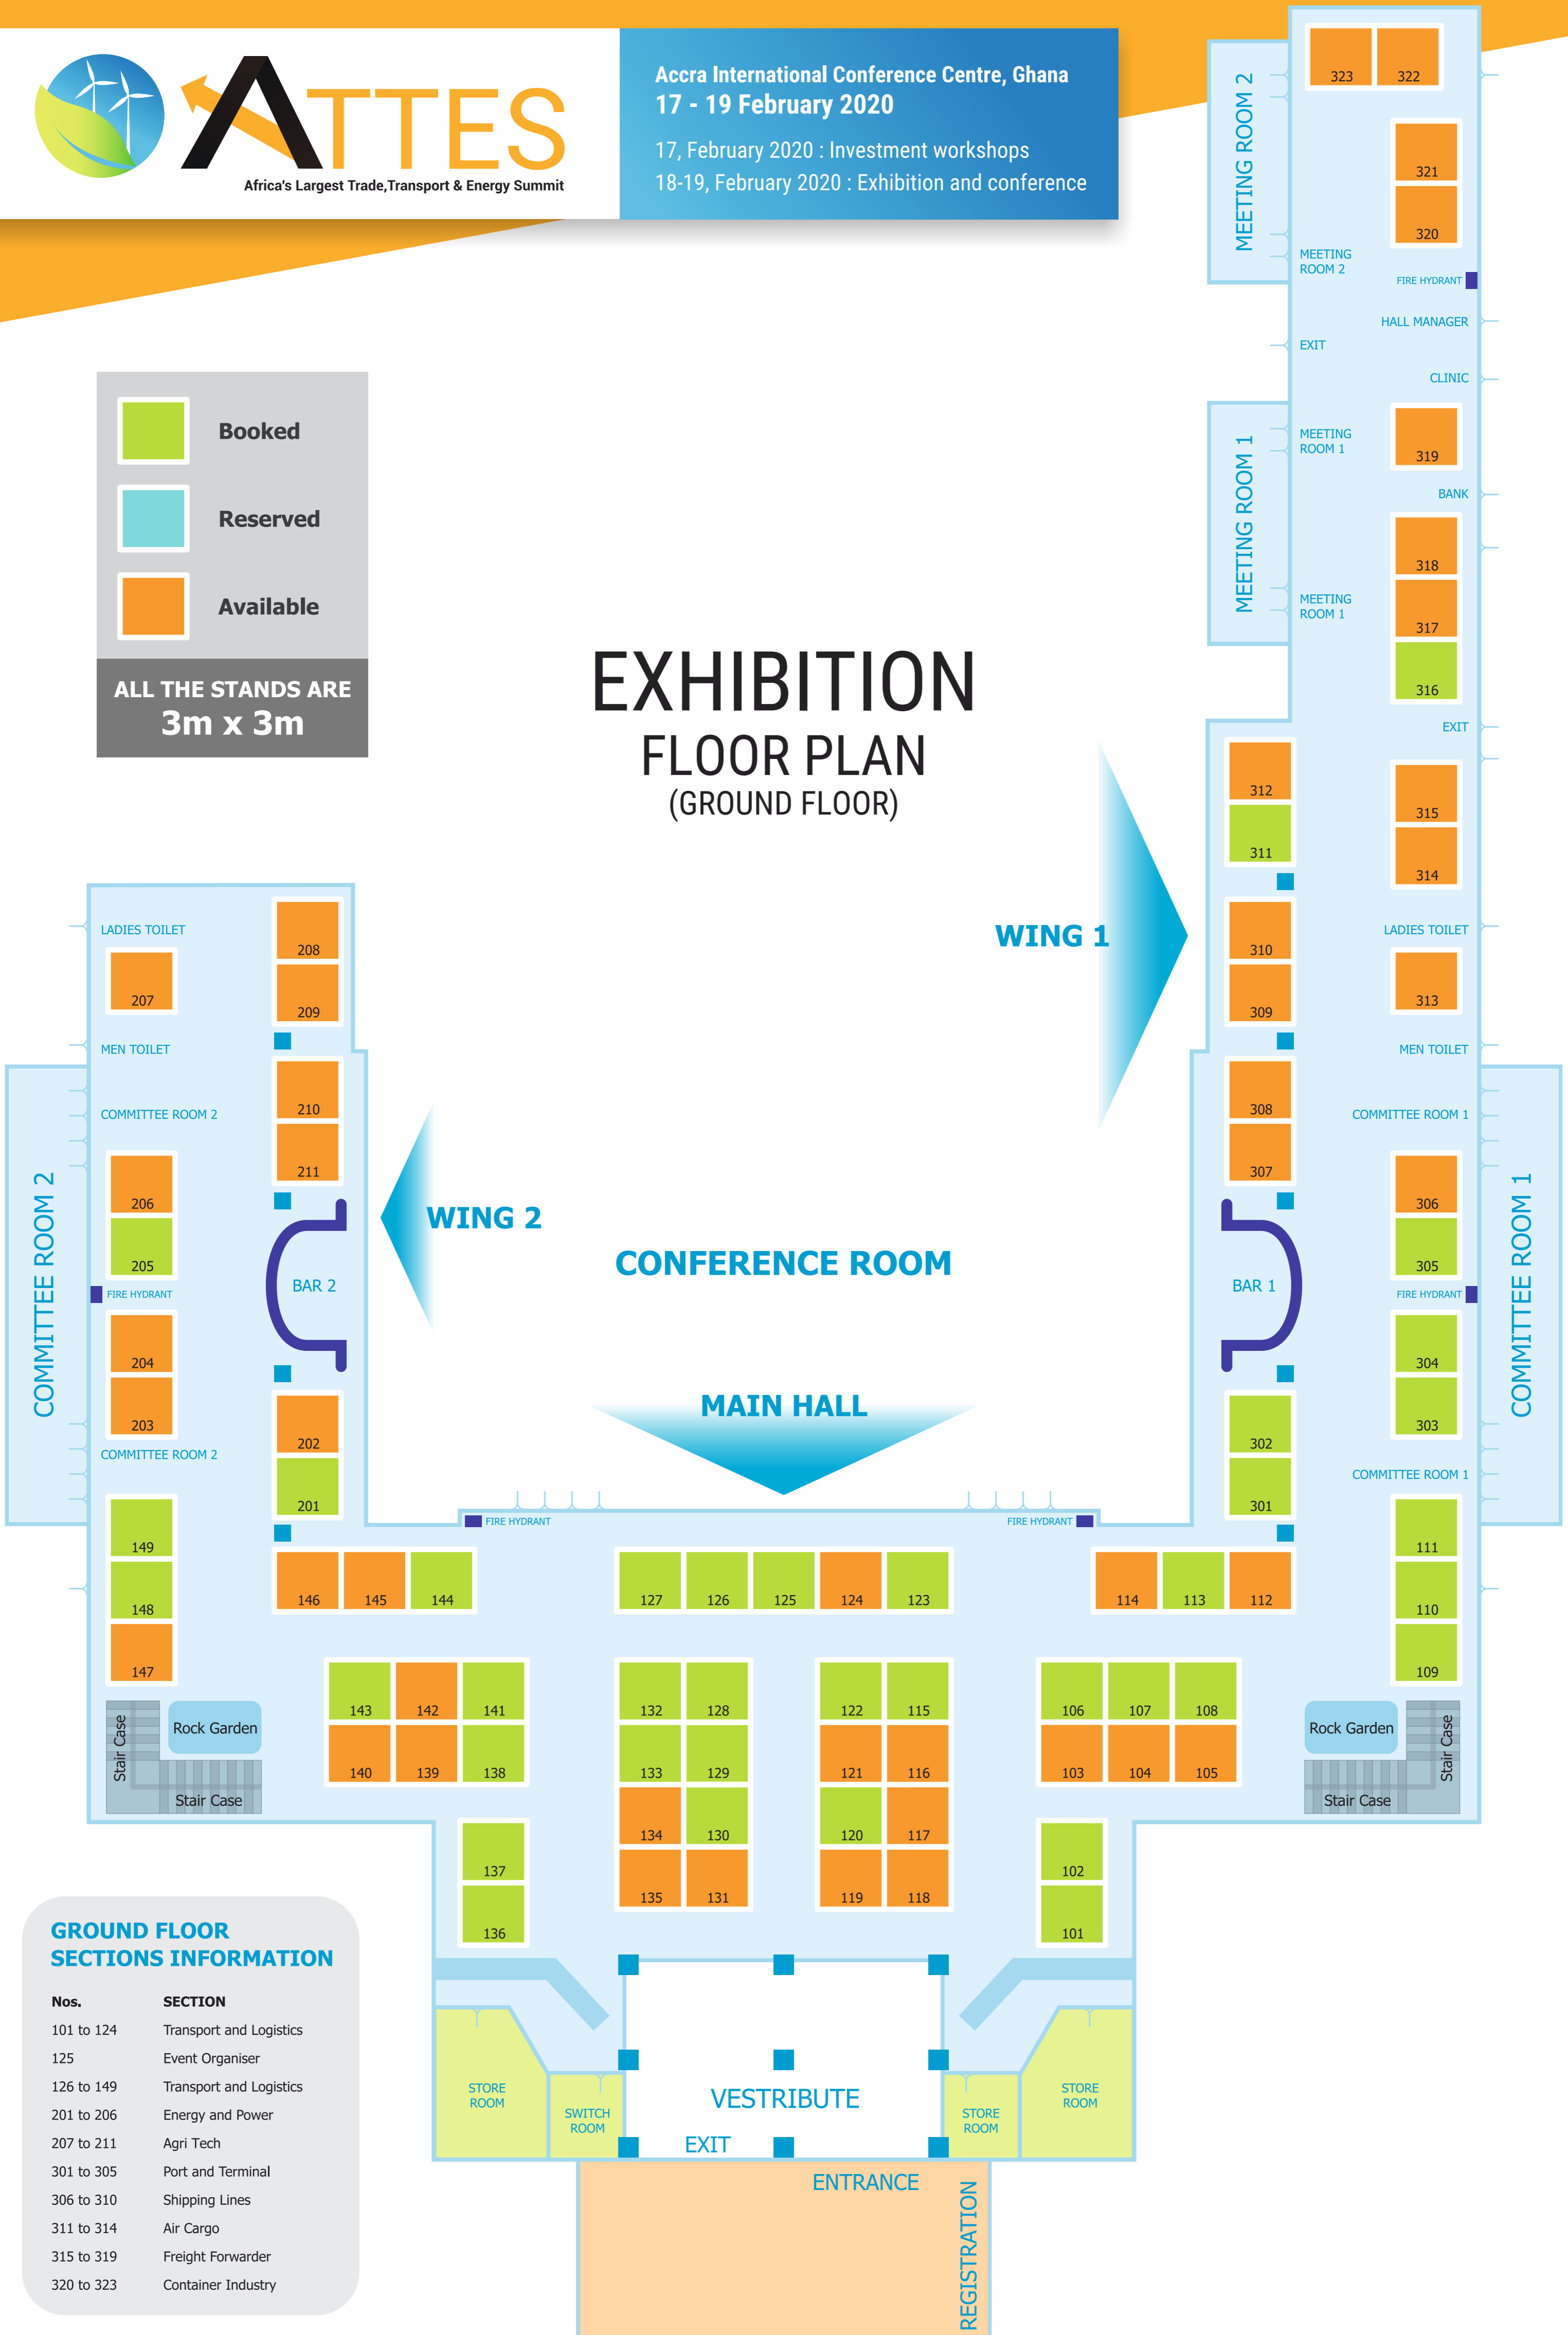 ATTES
Africa's Largest Trade,Transport & Energy Summit
Accra International Conference Centre, Ghana
17 - 19 February 2020
17, February 2020 : Investment workshops
18-19, February 2020 : Exhibition and conference
Booked
Reserved
Available
ALL THE STANDS ARE
3m x 3m
EXHIBITION
FLOOR PLAN
(GROUND FLOOR)
MEETING ROOM 2
323 322
321
320
MEETING
ROOM 2
FIRE HYDRANT
HALL MANAGER
EXIT
CLINIC
MEETING ROOM 1
MEETING
ROOM 1
319
BANK
318
MEETING
ROOM 1
317
316
EXIT
312
315
311
314
WING 1
310
LADIES TOILET
309
313
MEN TOILET
308
COMMITTEE ROOM 1
307
306
305
BAR 1
FIRE HYDRANT
COMMITTEE ROOM 1
304
303
302
COMMITTEE ROOM 1
301
LADIES TOILET
208
207
209
MEN TOILET
210
COMMITTEE ROOM 2
211
206
205
COMMITTEE ROOM 2
FIRE HYDRANT
BAR 2
204
203
202
COMMITTEE ROOM 2
201
WING 2
CONFERENCE ROOM
MAIN HALL
FIRE HYDRANT
FIRE HYDRANT
149
148
147
146 145 144
127 126 125 124 123
114 113 112
111
110
109
143 142 141
132 128
122 115
106 107 108
140 139 138
133 129
121 116
103 104 105
134 130
120 117
135 131
119 118
137
136
102
101
Stair Case
Rock Garden
Stair Case
Rock Garden
Stair Case
Stair Case
STORE
ROOM
SWITCH
ROOM
VESTRIBUTE
EXIT
STORE
ROOM
STORE
ROOM
ENTRANCE
REGISTRATION
GROUND FLOOR
SECTIONS INFORMATION
Nos. SECTION
101 to 124 Transport and Logistics
125 Event Organiser
126 to 149 Transport and Logistics
201 to 206 Energy and Power
207 to 211 Agri Tech
301 to 305 Port and Terminal
306 to 310 Shipping Lines
311 to 314 Air Cargo
315 to 319 Freight Forwarder
320 to 323 Container Industry